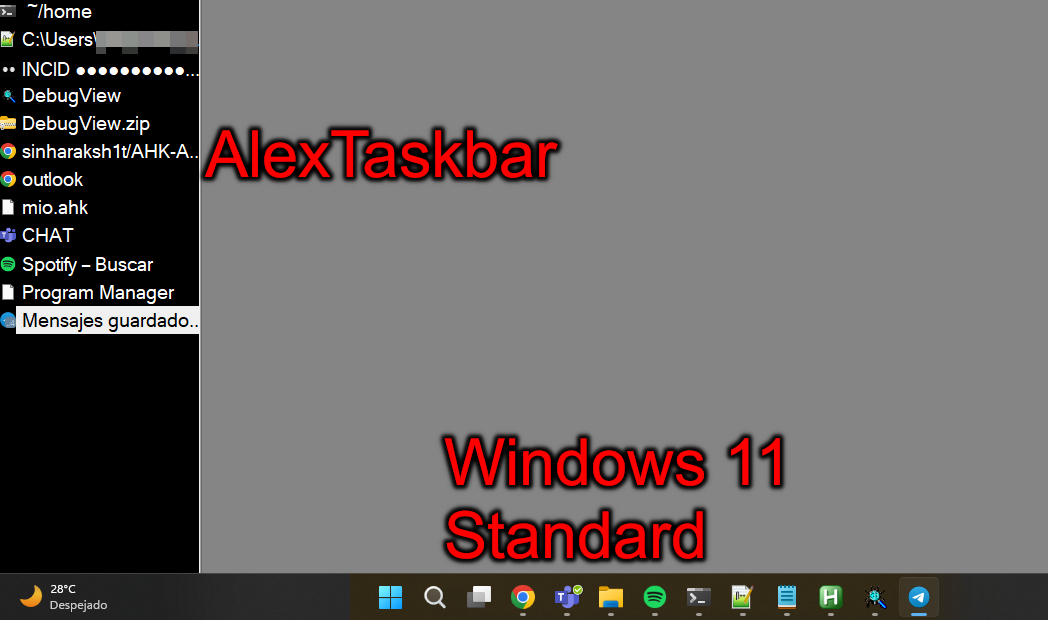 ~/home
C:\Users\
INCID ●●●●●●●●●●...
DebugView
DebugView.zip
sinharaksh1t/AHK-A...
outlook
mio.ahk
CHAT
Spotify – Buscar
Program Manager
Mensajes guardado...
AlexTaskbar
Windows 11
Standard
28°C
Despejado